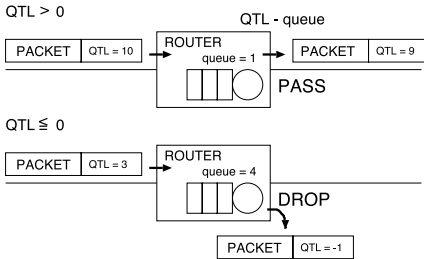 QTL > 0
QTL - queue
PACKET QTL = 10
ROUTER
queue = 1
PACKET QTL = 9
PASS
QTL ≦ 0
PACKET QTL = 3
ROUTER
queue = 4
DROP
PACKET QTL = -1